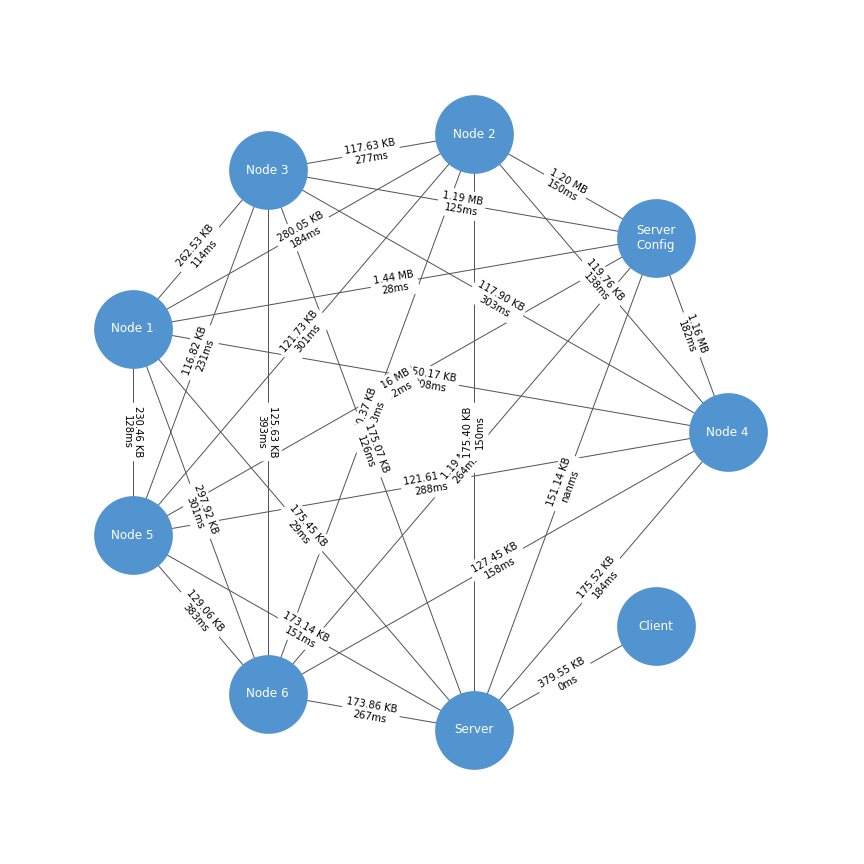 Node 2
117.63 KB
277ms
Node 3
1.20 MB
150ms
1.19 MB
125ms
Server
Config
280.05 KB
184ms
262.53 KB
114ms
1.44 MB
28ms
119.76 KB
138ms
117.90 KB
303ms
Node 1
121.73 KB
301ms
1.16 MB
182ms
116.82 KB
231ms
16 MB
2ms
50.17 KB
08ms
0.37 KB
3ms
230.46 KB
128ms
125.63 KB
393ms
175.40 KB
150ms
Node 4
175.07 KB
126ms
1.19
264m
121.61
288ms
151.14 KB
nanms
297.92 KB
301ms
175.45 KB
29ms
Node 5
127.45 KB
158ms
175.52 KB
184ms
129.06 KB
383ms
173.14 KB
151ms
Client
379.55 KB
0ms
Node 6
173.86 KB
267ms
Server